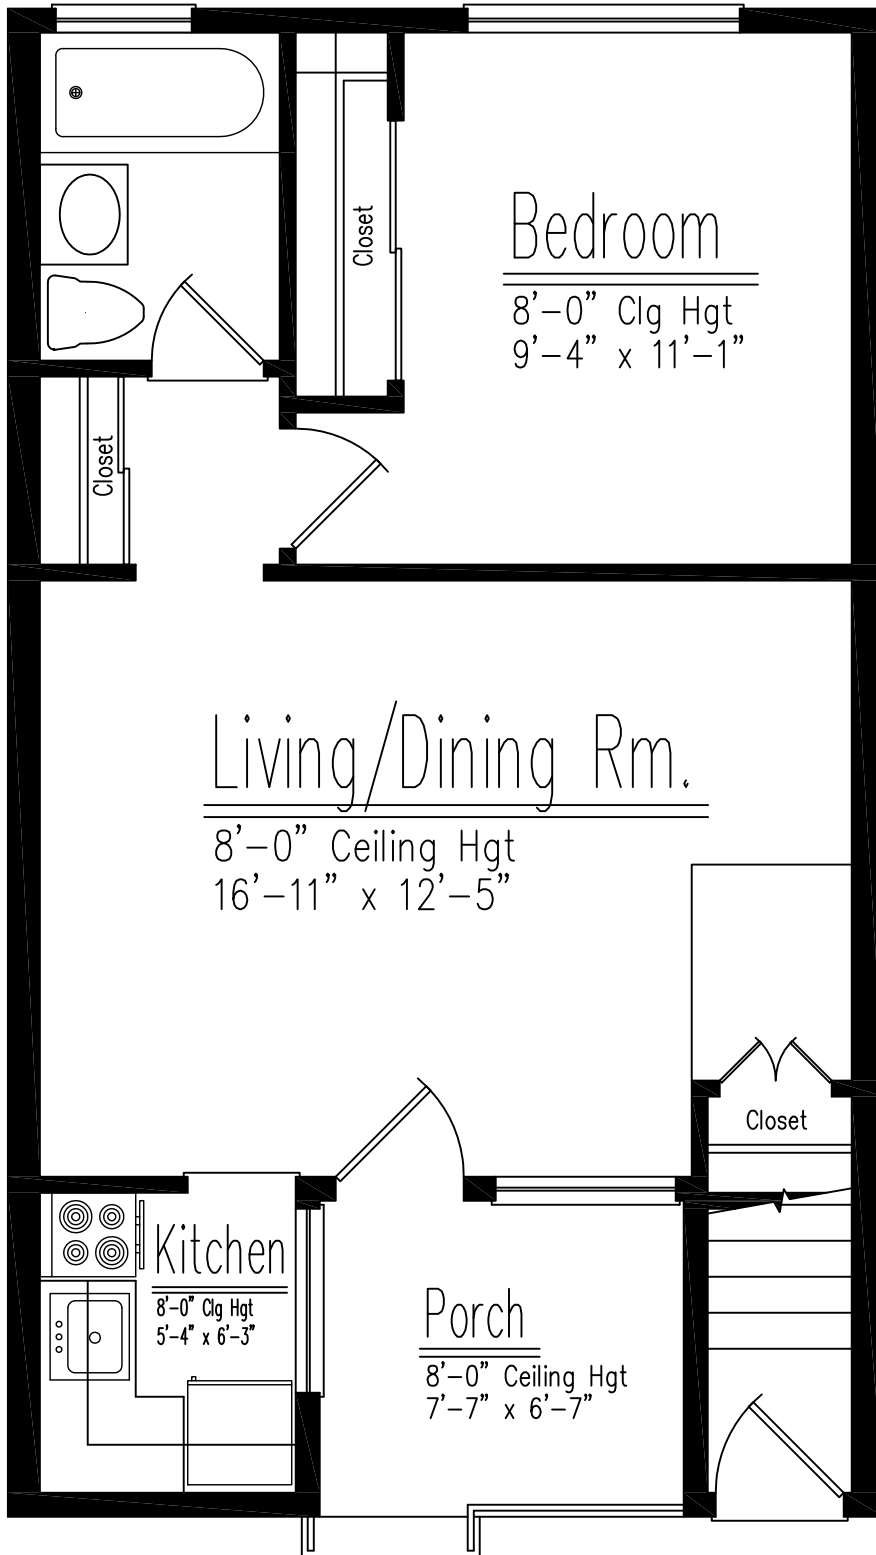 Closet
Bedroom
8'-0" Clg Hgt
9'-4" x 11'-1"
Closet
Living/Dining Rm.
8'-0" Ceiling Hgt
16'-11" x 12'-5"
Closet
Kitchen
8'-0" Clg Hgt
5'-4" x 6'-3"
Porch
8'-0" Ceiling Hgt
7'-7" x 6'-7"